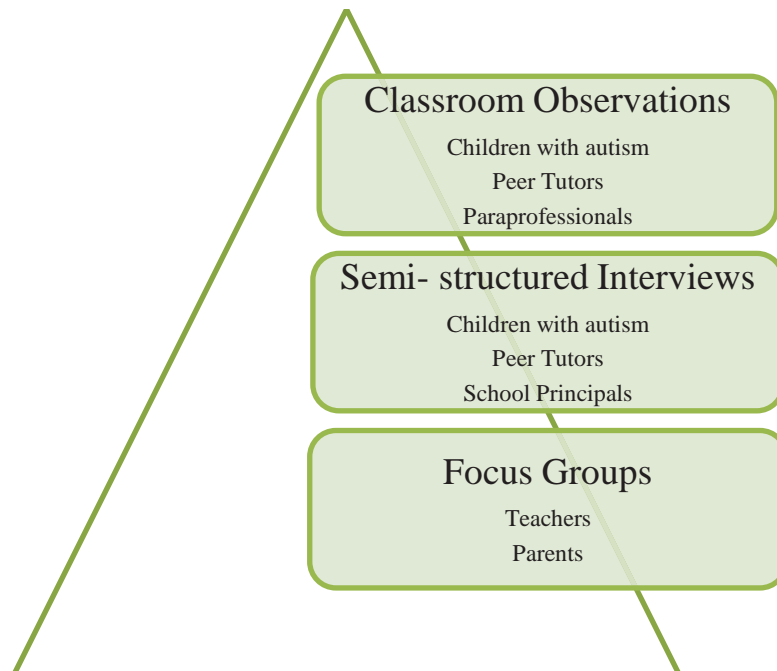 Classroom Observations
Children with autism
Peer Tutors
Paraprofessionals
Semi- structured Interviews
Children with autism
Peer Tutors
School Principals
Focus Groups
Teachers
Parents